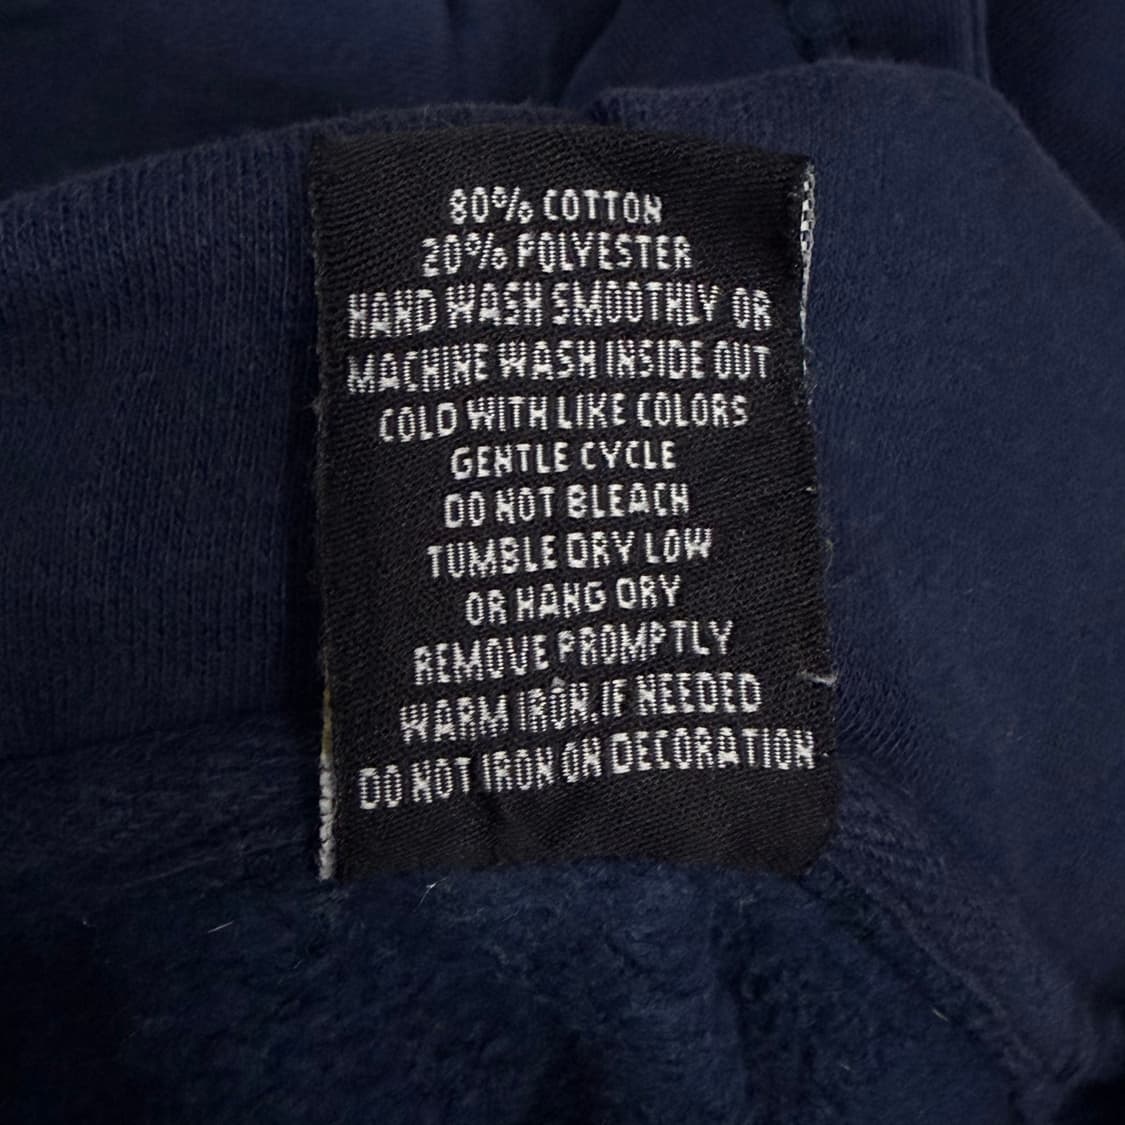 80% COTTON
20% POLYESTER
HAND WASH SMOOTHLY OR
MACHINE WASH INSIDE OUT
COLD WITH LIKE COLORS
GENTLE CYCLE
DO NOT BLEACH
TUMBLE DRY LOW
OR HANG DRY
REMOVE PROMPTLY
WARM IRON.IF NEEDED
DO NOT IRON ON DECORATION